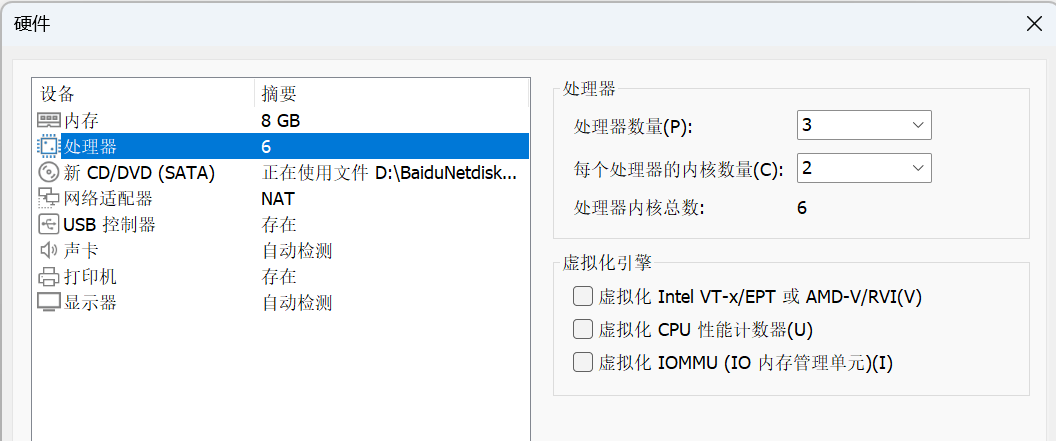 硬件
设备 摘要
内存 8 GB
处理器 6
新 CD/DVD (SATA) 正在使用文件 D:\BaiduNetdisk...
网络适配器 NAT
USB 控制器 存在
声卡 自动检测
打印机 存在
显示器 自动检测
处理器
处理器数量(P): 3
每个处理器的内核数量(C): 2
处理器内核总数: 6
虚拟化引擎
虚拟化 Intel VT-x/EPT 或 AMD-V/RVI(V)
虚拟化 CPU 性能计数器(U)
虚拟化 IOMMU (IO 内存管理单元)(I)